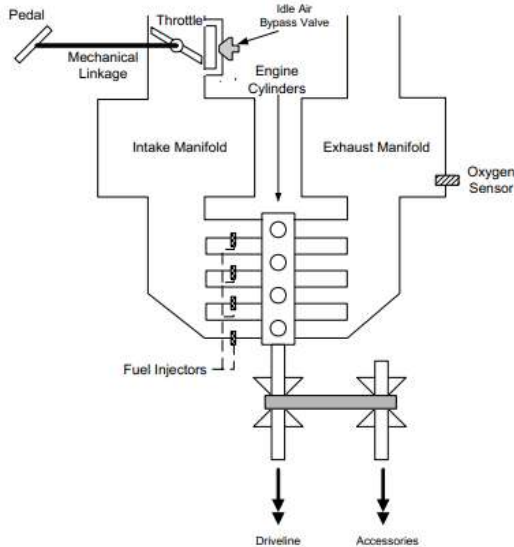 Pedal
Throttle
Idle Air
Bypass Valve
Mechanical
Linkage
Engine
Cylinders
Intake Manifold
Exhaust Manifold
Oxygen
Sensor
Fuel Injectors
Driveline
Accessories